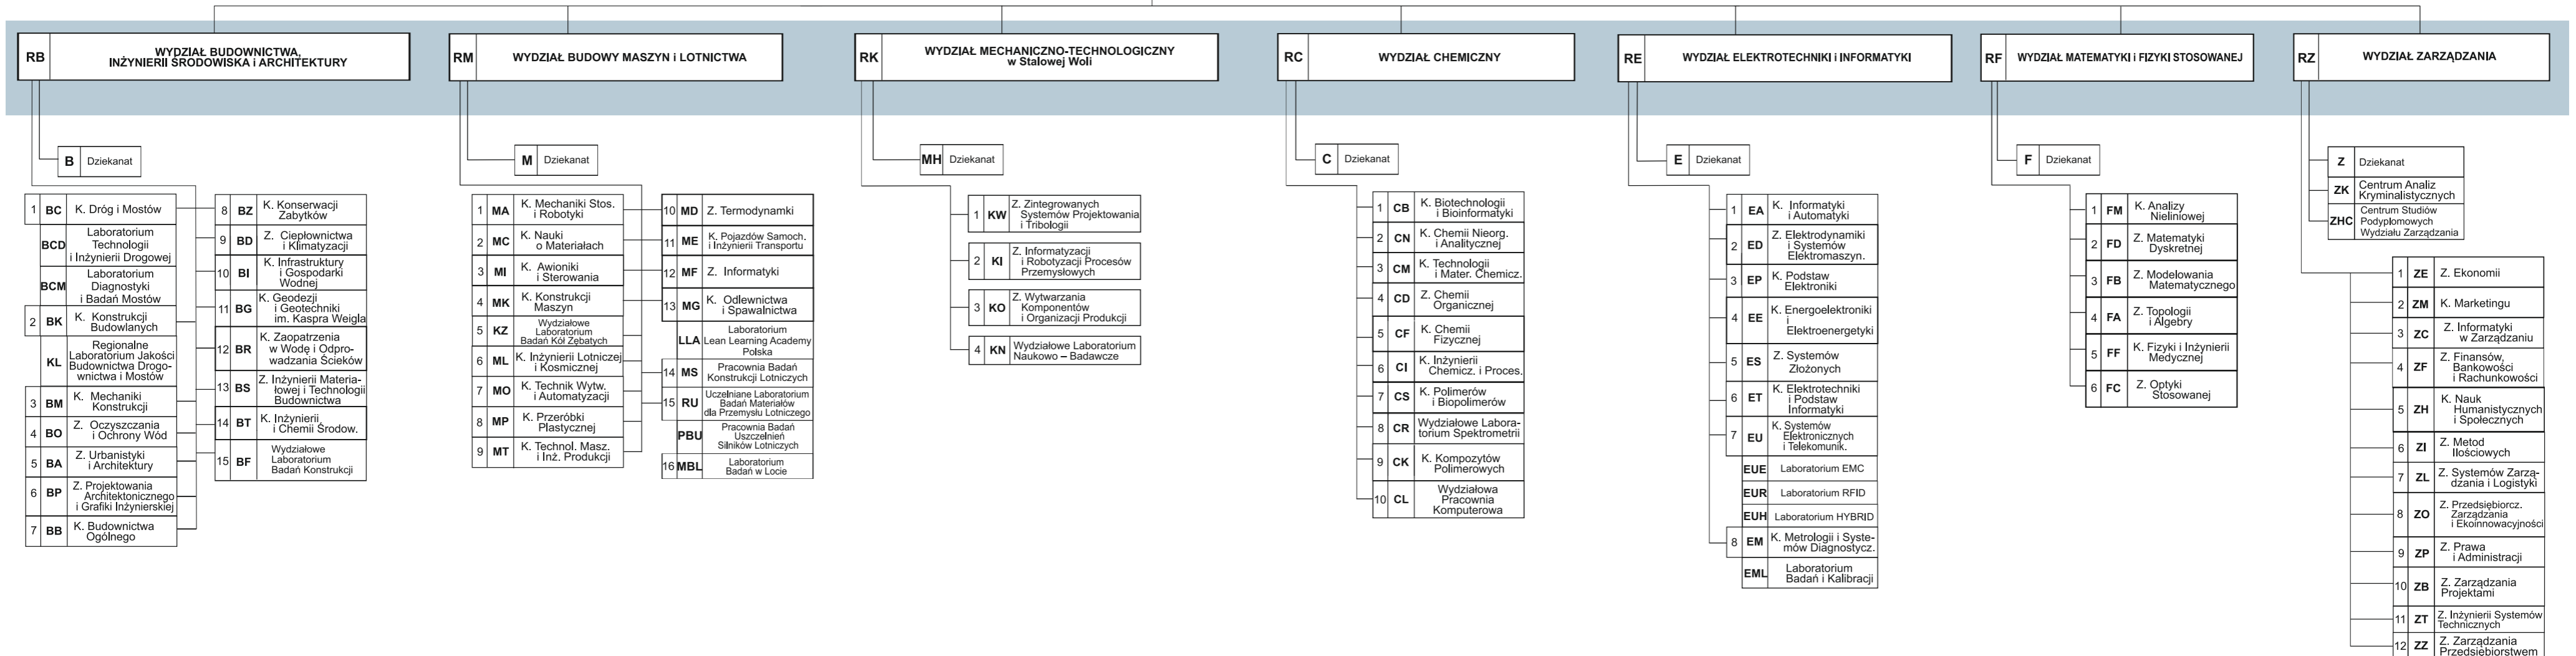 RB
WYDZIAŁ BUDOWNICTWA,
INŻYNIERII ŚRODOWISKA i ARCHITEKTURY
B Dziekanat
1 BC K. Dróg i Mostów
BCD Laboratorium
Technologii
i Inżynierii Drogowej
BCM Laboratorium
Diagnostyki
i Badań Mostów
2 BK K. Konstrukcji
Budowlanych
KL Regionalne
Laboratorium Jakości
Budownictwa Drogo-
wnictwa i Mostów
3 BM K. Mechaniki
Konstrukcji
4 BO Z. Oczyszczania
i Ochrony Wód
5 BA Z. Urbanistyki
i Architektury
6 BP Z. Projektowania
Architektonicznego
i Grafiki Inżynierskiej
7 BB K. Budownictwa
Ogólnego
8 BZ K. Konserwacji
Zabytków
9 BD Z. Ciepłownictwa
i Klimatyzacji
10 BI K. Infrastruktury
i Gospodarki
Wodnej
11 BG K. Geodezji
i Geotechniki
im. Kaspra Weigla
12 BR K. Zaopatrzenia
w Wodę i Odpro-
wadzania Ścieków
13 BS Z. Inżynierii Materia-
łowej i Technologii
Budownictwa
14 BT K. Inżynierii
i Chemii Środow.
15 BF Wydziałowe
Laboratorium
Badań Konstrukcji
RM WYDZIAŁ BUDOWY MASZYN i LOTNICTWA
M Dziekanat
1 MA K. Mechaniki Stos.
i Robotyki
2 MC K. Nauki
o Materiałach
3 MI K. Awioniki
i Sterowania
4 MK K. Konstrukcji
Maszyn
5 KZ Wydziałowe
Laboratorium
Badań Kół Zębatych
6 ML K. Inżynierii Lotniczej
i Kosmicznej
7 MO K. Technik Wytw.
i Automatyzacji
8 MP K. Przeróbki
Plastycznej
9 MT K. Technol. Masz.
i Inż. Produkcji
10 MD Z. Termodynamki
11 ME K. Pojazdów Samoch.
i Inżynierii Transportu
12 MF Z. Informatyki
13 MG K. Odlewnictwa
i Spawalnictwa
LLA Laboratorium
Lean Learning Academy
Polska
14 MS Pracownia Badań
Konstrukcji Lotniczych
15 RU Uczelniane Laboratorium
Badań Materiałów
dla Przemysłu Lotniczego
PBU Pracownia Badań
Uszczelnień
Silników Lotniczych
16 MBL Laboratorium
Badań w Locie
RK WYDZIAŁ MECHANICZNO-TECHNOLOGICZNY
w Stalowej Woli
MH Dziekanat
1 KW Z. Zintegrowanych
Systemów Projektowania
i Tribologii
2 KI Z. Informatyzacji
i Robotyzacji Procesów
Przemysłowych
3 KO Z. Wytwarzania
Komponentów
i Organizacji Produkcji
4 KN Wydziałowe Laboratorium
Naukowo – Badawcze
RC WYDZIAŁ CHEMICZNY
C Dziekanat
1 CB K. Biotechnologii
i Bioinformatyki
2 CN K. Chemii Nieorg.
i Analitycznej
3 CM K. Technologii
i Mater. Chemicz.
4 CD Z. Chemii
Organicznej
5 CF K. Chemii
Fizycznej
6 CI K. Inżynierii
Chemicz. i Proces.
7 CS K. Polimerów
i Biopolimerów
8 CR Wydziałowe Labora-
torium Spektrometrii
9 CK K. Kompozytów
Polimerowych
10 CL Wydziałowa
Pracownia
Komputerowa
RE WYDZIAŁ ELEKTROTECHNIKI i INFORMATYKI
E Dziekanat
1 EA K. Informatyki
i Automatyki
2 ED Z. Elektrodynamiki
i Systemów
Elektromaszyn.
3 EP K. Podstaw
Elektroniki
4 EE K. Energoelektroniki
i
Elektroenergetyki
5 ES Z. Systemów
Złożonych
6 ET K. Elektrotechniki
i Podstaw
Informatyki
7 EU K. Systemów
Elektronicznych
i Telekomunik.
EUE Laboratorium EMC
EUR Laboratorium RFID
EUH Laboratorium HYBRID
8 EM K. Metrologii i Syste-
mów Diagnostycz.
EML Laboratorium
Badań i Kalibracji
RF WYDZIAŁ MATEMATYKI i FIZYKI STOSOWANEJ
F Dziekanat
1 FM K. Analizy
Nieliniowej
2 FD Z. Matematyki
Dyskretnej
3 FB Z. Modelowania
Matematycznego
4 FA Z. Topologii
i Algebry
5 FF K. Fizyki i Inżynierii
Medycznej
6 FC Z. Optyki
Stosowanej
RZ WYDZIAŁ ZARZĄDZANIA
Z Dziekanat
ZK Centrum Analiz
Kryminalistycznych
ZHC Centrum Studiów
Podyplomowych
Wydziału Zarządzania
1 ZE Z. Ekonomii
2 ZM K. Marketingu
3 ZC Z. Informatyki
w Zarządzaniu
4 ZF Z. Finansów,
Bankowości
i Rachunkowości
5 ZH K. Nauk
Humanistycznych
i Społecznych
6 ZI Z. Metod
Ilościowych
7 ZL Z. Systemów Zarzą-
dzania i Logistyki
8 ZO Z. Przedsiębiorcz.
Zarządzania
i Ekoinnowacyjności
9 ZP Z. Prawa
i Administracji
10 ZB Z. Zarządzania
Projektami
11 ZT Z. Inżynierii Systemów
Technicznych
12 ZZ Z. Zarządzania
Przedsiębiorstwem